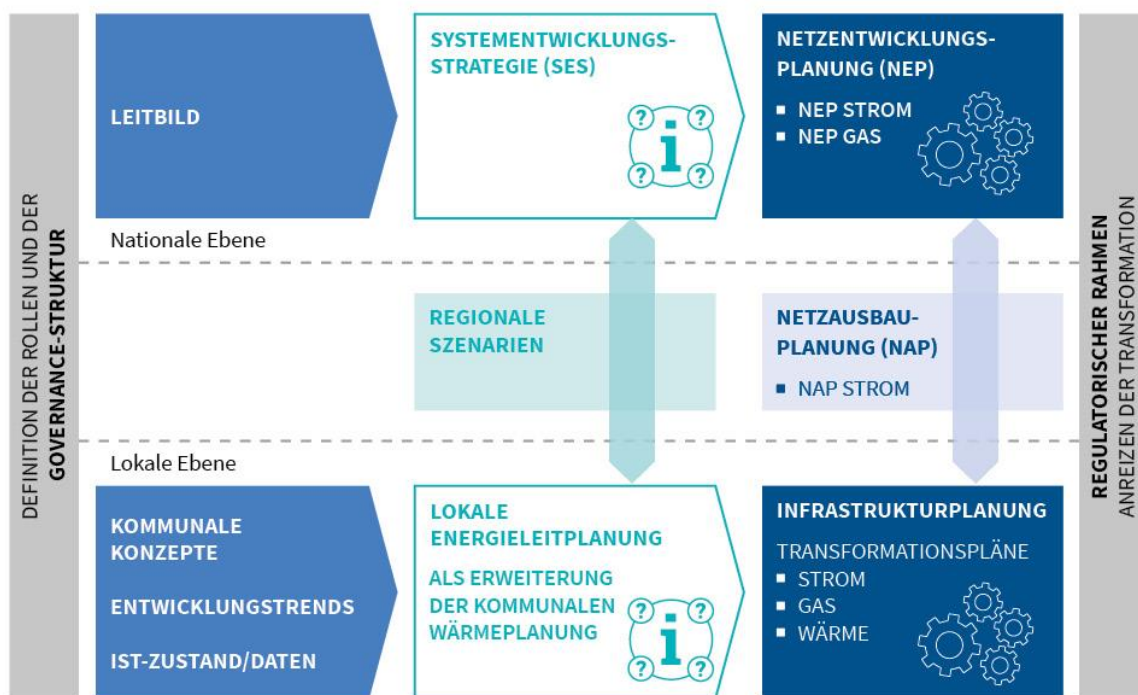 DEFINITION DER ROLLEN UND DER
GOVERNANCE-STRUKTUR
LEITBILD
SYSTEMENTWICKLUNGS-
STRATEGIE (SES)
? ?
i
? ?
NETZENTWICKLUNGS-
PLANUNG (NEP)
NEP STROM
NEP GAS
Nationale Ebene
REGIONALE
SZENARIEN
NETZAUSBAU-
PLANUNG (NAP)
NAP STROM
Lokale Ebene
KOMMUNALE
KONZEPTE
ENTWICKLUNGSTRENDS
IST-ZUSTAND/DATEN
LOKALE
ENERGIELEITPLANUNG
ALS ERWEITERUNG
DER KOMMUNALEN
WÄRMEPLANUNG
? ?
i
? ?
INFRASTRUKTURPLANUNG
TRANSFORMATIONSPLÄNE
STROM
GAS
WÄRME
REGULATORISCHER RAHMEN
ANREIZEN DER TRANSFORMATION